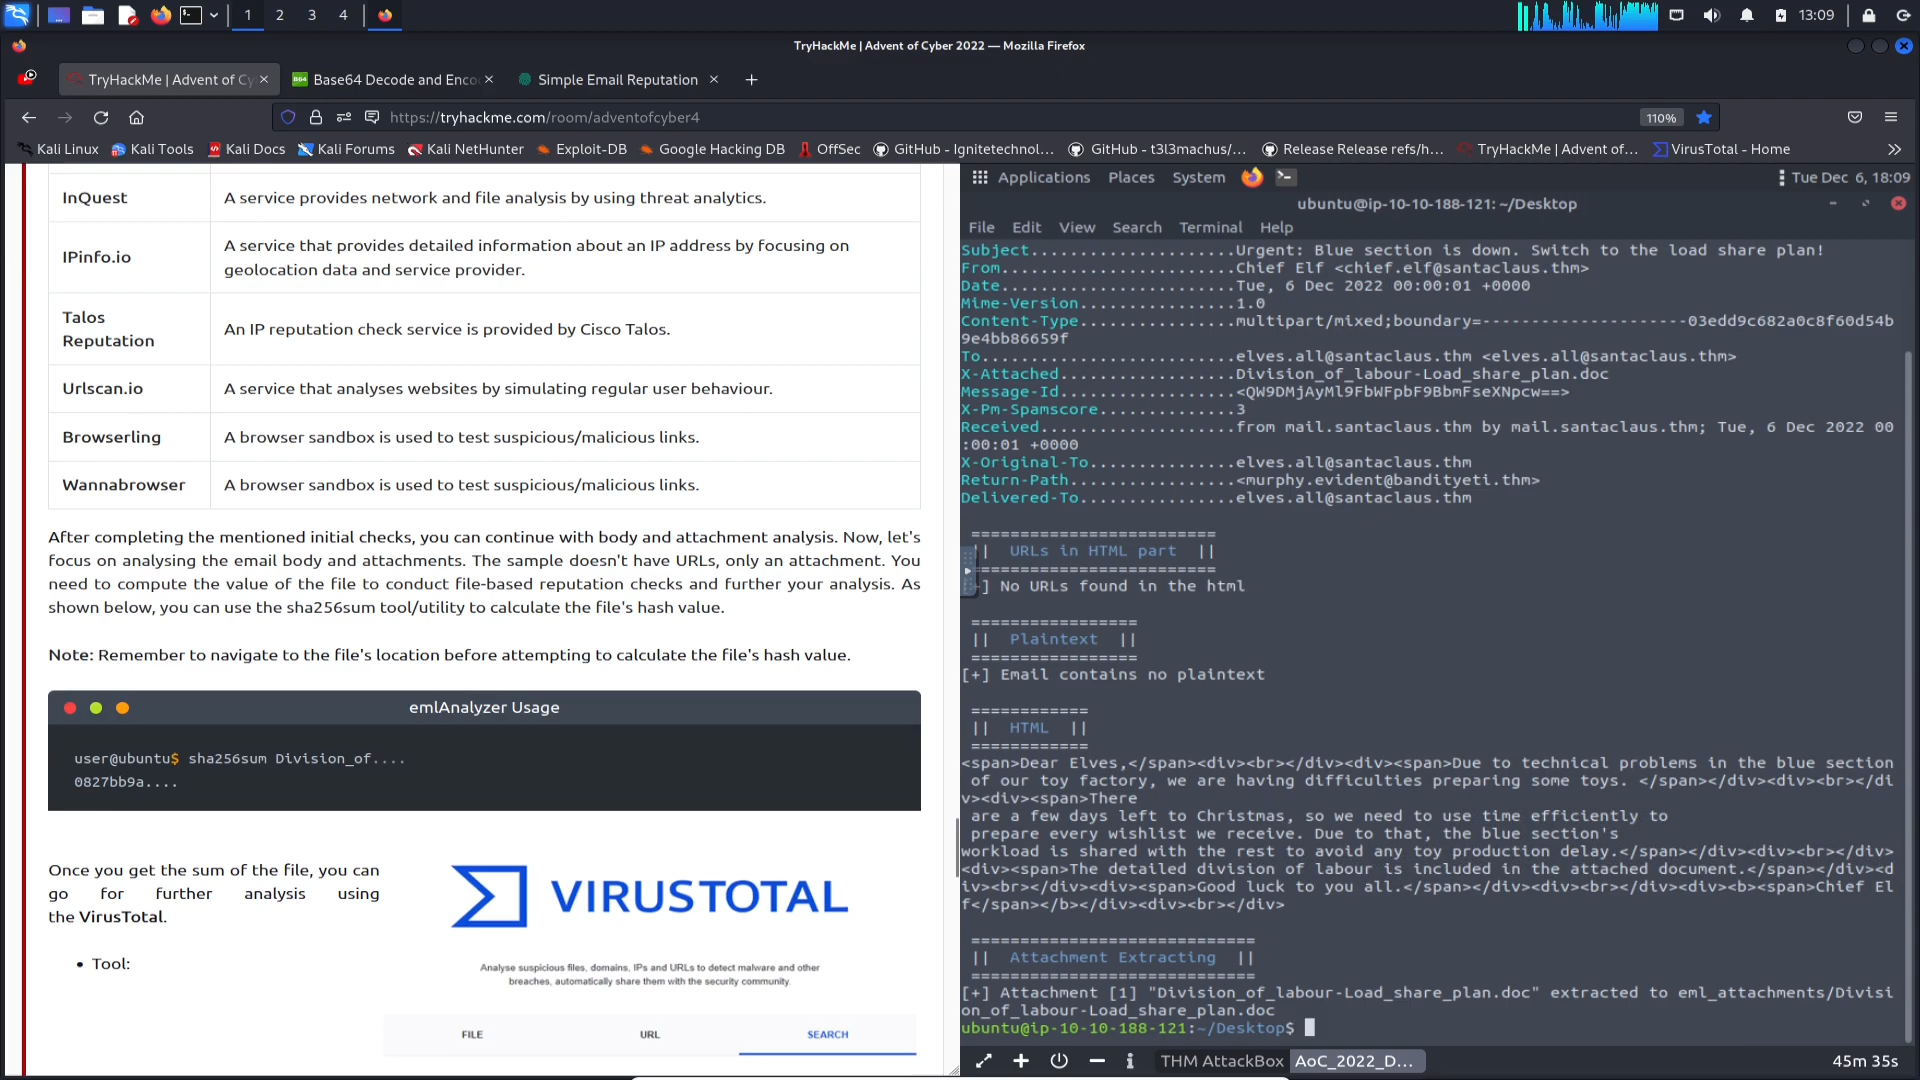 1 2 3 4
13:09
TryHackMe | Advent of Cyber 2022 — Mozilla Firefox
TryHackMe | Advent of Cy
Base64 Decode and Enco
Simple Email Reputation
https://tryhackme.com/room/adventofcyber4
110%
Kali Linux Kali Tools Kali Docs Kali Forums Kali NetHunter Exploit-DB Google Hacking DB OffSec GitHub - Ignitetechnol... GitHub - t3l3machus/... Release Release refs/h... TryHackMe | Advent of... VirusTotal - Home
InQuest
A service provides network and file analysis by using threat analytics.
IPinfo.io
A service that provides detailed information about an IP address by focusing on
geolocation data and service provider.
Talos
Reputation
An IP reputation check service is provided by Cisco Talos.
Urlscan.io
A service that analyses websites by simulating regular user behaviour.
Browserling
A browser sandbox is used to test suspicious/malicious links.
Wannabrowser
A browser sandbox is used to test suspicious/malicious links.
After completing the mentioned initial checks, you can continue with body and attachment analysis. Now, let's
focus on analysing the email body and attachments. The sample doesn't have URLs, only an attachment. You
need to compute the value of the file to conduct file-based reputation checks and further your analysis. As
shown below, you can use the sha256sum tool/utility to calculate the file's hash value.
Note: Remember to navigate to the file's location before attempting to calculate the file's hash value.
emlAnalyzer Usage
user@ubuntu$ sha256sum Division_of....
0827bb9a....
Once you get the sum of the file, you can
go for further analysis using
the VirusTotal.
• Tool:
VIRUSTOTAL
Analyse suspicious files, domains, IPs and URLs to detect malware and other
breaches, automatically share them with the security community.
FILE URL SEARCH
Applications Places System
Tue Dec 6, 18:09
ubuntu@ip-10-10-188-121: ~/Desktop
File Edit View Search Terminal Help
Subject......................Urgent: Blue section is down. Switch to the load share plan!
From.........................Chief Elf <chief.elf@santaclaus.thm>
Date.........................Tue, 6 Dec 2022 00:00:01 +0000
Mime-Version.................1.0
Content-Type.................multipart/mixed;boundary=---------------------03edd9c682a0c8f60d54b
9e4bb86659f
To...........................elves.all@santaclaus.thm <elves.all@santaclaus.thm>
X-Attached...................Division_of_labour-Load_share_plan.doc
Message-Id...................<QW9DMjAyMl9FbWFpbF9BbmFseXNpcw==>
X-Pm-Spamscore...............3
Received.....................from mail.santaclaus.thm by mail.santaclaus.thm; Tue, 6 Dec 2022 00
:00:01 +0000
X-Original-To................elves.all@santaclaus.thm
Return-Path..................<murphy.evident@bandityeti.thm>
Delivered-To.................elves.all@santaclaus.thm
=========================
|| URLs in HTML part ||
=========================
] No URLs found in the html
=================
|| Plaintext ||
=================
[+] Email contains no plaintext
============
|| HTML ||
============
<span>Dear Elves,</span><div><br></div><div><span>Due to technical problems in the blue section
of our toy factory, we are having difficulties preparing some toys. </span></div><div><br></di
v><div><span>There
are a few days left to Christmas, so we need to use time efficiently to
prepare every wishlist we receive. Due to that, the blue section's
workload is shared with the rest to avoid any toy production delay.</span></div><div><br></div>
<div><span>The detailed division of labour is included in the attached document.</span></div><d
iv><br></div><div><span>Good luck to you all.</span></div><div><br></div><div><b><span>Chief El
f</span></b></div><div><br></div>
=============================
|| Attachment Extracting ||
=============================
[+] Attachment [1] "Division_of_labour-Load_share_plan.doc" extracted to eml_attachments/Divisi
on_of_labour-Load_share_plan.doc
ubuntu@ip-10-10-188-121:~/Desktop$
THM AttackBox AoC_2022_D... 45m 35s